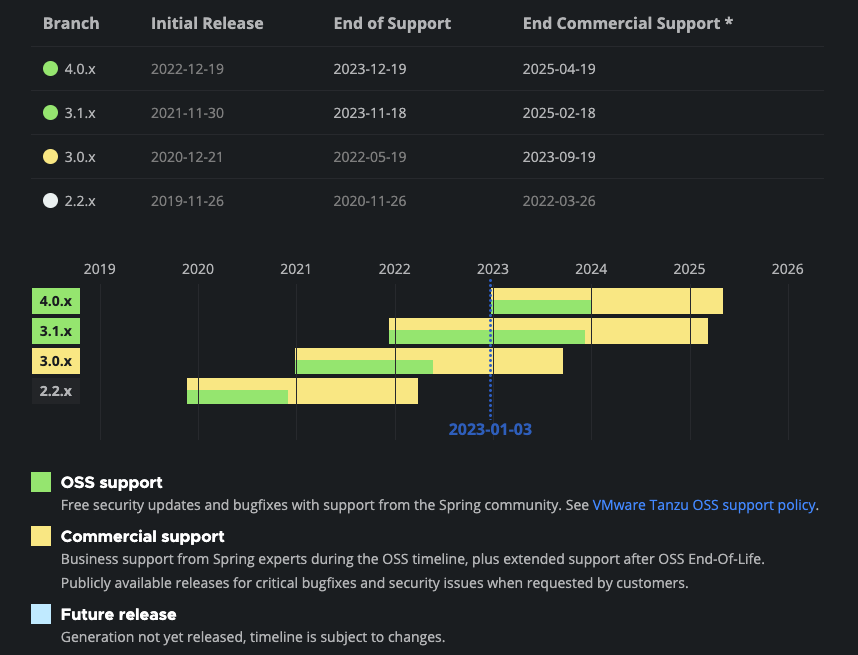 Branch Initial Release End of Support End Commercial Support *
4.0.x 2022-12-19 2023-12-19 2025-04-19
3.1.x 2021-11-30 2023-11-18 2025-02-18
3.0.x 2020-12-21 2022-05-19 2023-09-19
2.2.x 2019-11-26 2020-11-26 2022-03-26
2019 2020 2021 2022 2023 2024 2025 2026
4.0.x
3.1.x
3.0.x
2.2.x
2023-01-03
OSS support
Free security updates and bugfixes with support from the Spring community. See VMware Tanzu OSS support policy.
Commercial support
Business support from Spring experts during the OSS timeline, plus extended support after OSS End-Of-Life.
Publicly available releases for critical bugfixes and security issues when requested by customers.
Future release
Generation not yet released, timeline is subject to changes.